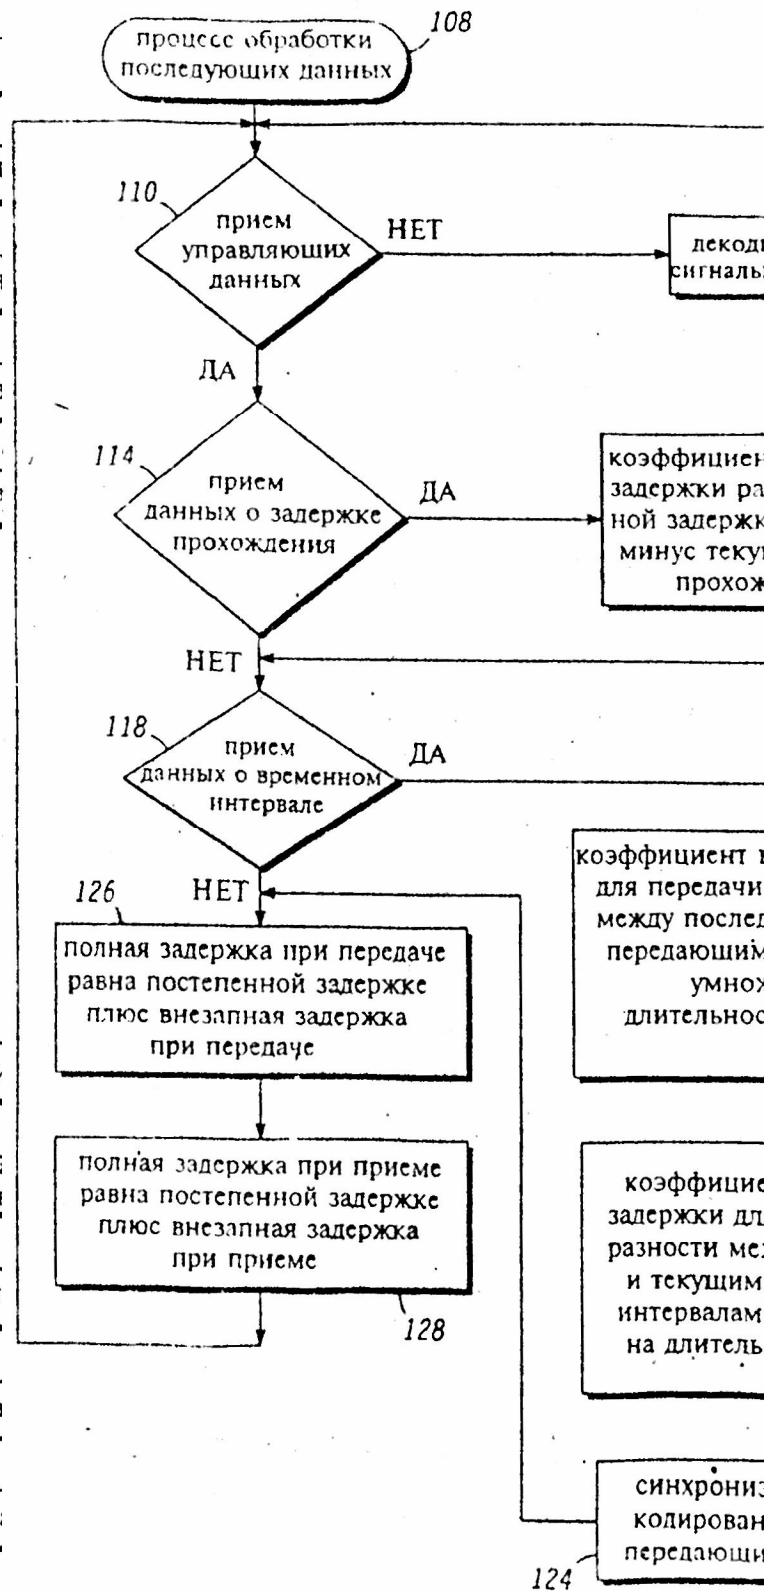 108
процесс обработки
последующих данных
110
прием
управляющих
данных
НЕТ
ДА
114
прием
данных о задержке
прохождения
ДА
коэффициен
задержки ра
ной задержк
минус теку
прохож
НЕТ
118
прием
данных о временном
интервале
ДА
НЕТ
126
полная задержка при передаче
равна постепенной задержке
плюс внезапная задержка
при передаче
коэффициент
для передачи
между послед
передающим
умнож
длительнос
полная задержка при приеме
равна постепенной задержке
плюс внезапная задержка
при приеме
128
коэффицие
задержки дл
разности меж
и текущим
интервалам
на длитель
синхрониз
кодирован
передающи
124